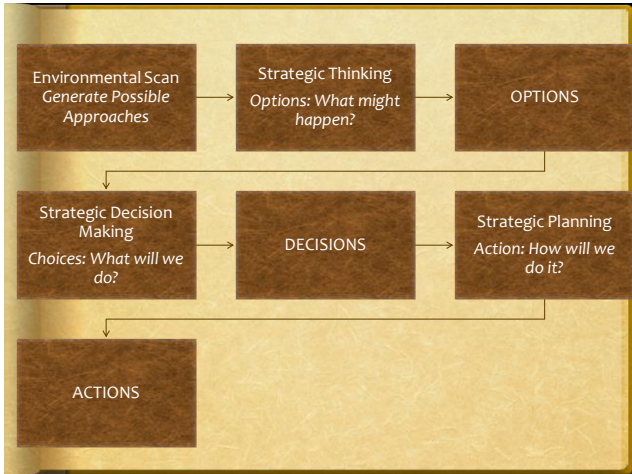 Environmental Scan
Generate Possible
Approaches
Strategic Thinking
Options: What might
happen?
OPTIONS
Strategic Decision
Making
Choices: What will we
do?
DECISIONS
Strategic Planning
Action: How will we
do it?
ACTIONS